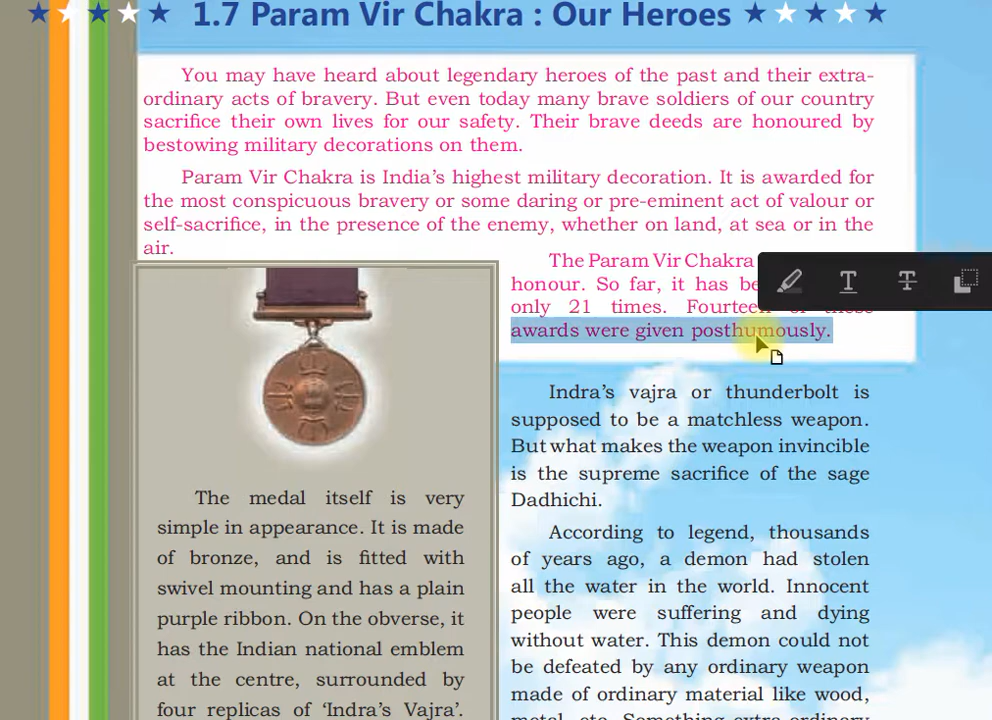 1.7 Param Vir Chakra : Our Heroes
You may have heard about legendary heroes of the past and their extra-
ordinary acts of bravery. But even today many brave soldiers of our country
sacrifice their own lives for our safety. Their brave deeds are honoured by
bestowing military decorations on them.
Param Vir Chakra is India's highest military decoration. It is awarded for
the most conspicuous bravery or some daring or pre-eminent act of valour or
self-sacrifice, in the presence of the enemy, whether on land, at sea or in the
air.
The Param Vir Chakra
honour. So far, it has be
only 21 times. Fourteen of these
awards were given posthumously.
The medal itself is very
simple in appearance. It is made
of bronze, and is fitted with
swivel mounting and has a plain
purple ribbon. On the obverse, it
has the Indian national emblem
at the centre, surrounded by
four replicas of 'Indra's Vajra'.
Indra's vajra or thunderbolt is
supposed to be a matchless weapon.
But what makes the weapon invincible
is the supreme sacrifice of the sage
Dadhichi.
According to legend, thousands
of years ago, a demon had stolen
all the water in the world. Innocent
people were suffering and dying
without water. This demon could not
be defeated by any ordinary weapon
made of ordinary material like wood,
metal, etc. Something extra-ordinary